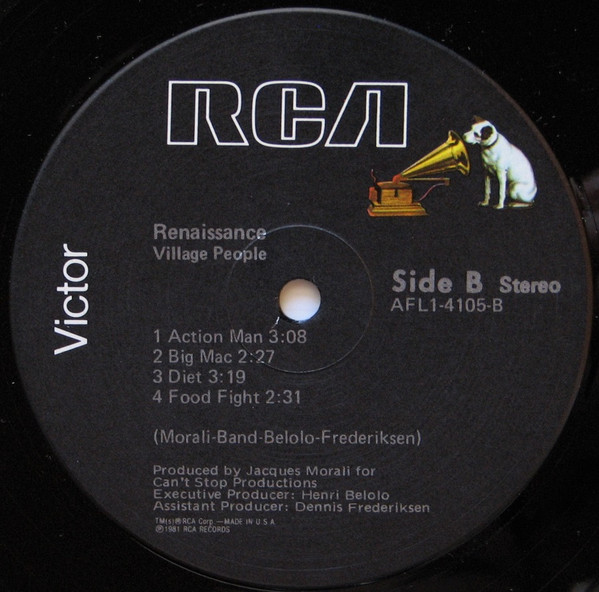 RCA
Victor
Renaissance
Village People
Side B Stereo
AFL1-4105-B
1 Action Man 3:08
2 Big Mac 2:27
3 Diet 3:19
4 Food Fight 2:31
(Morali-Band-Belolo-Frederiksen)
Produced by Jacques Morali for
Can't Stop Productions
Executive Producer: Henri Belolo
Assistant Producer: Dennis Frederiksen
TM(s)®RCA Corp.—MADE IN U.S.A.
℗1981 RCA RECORDS